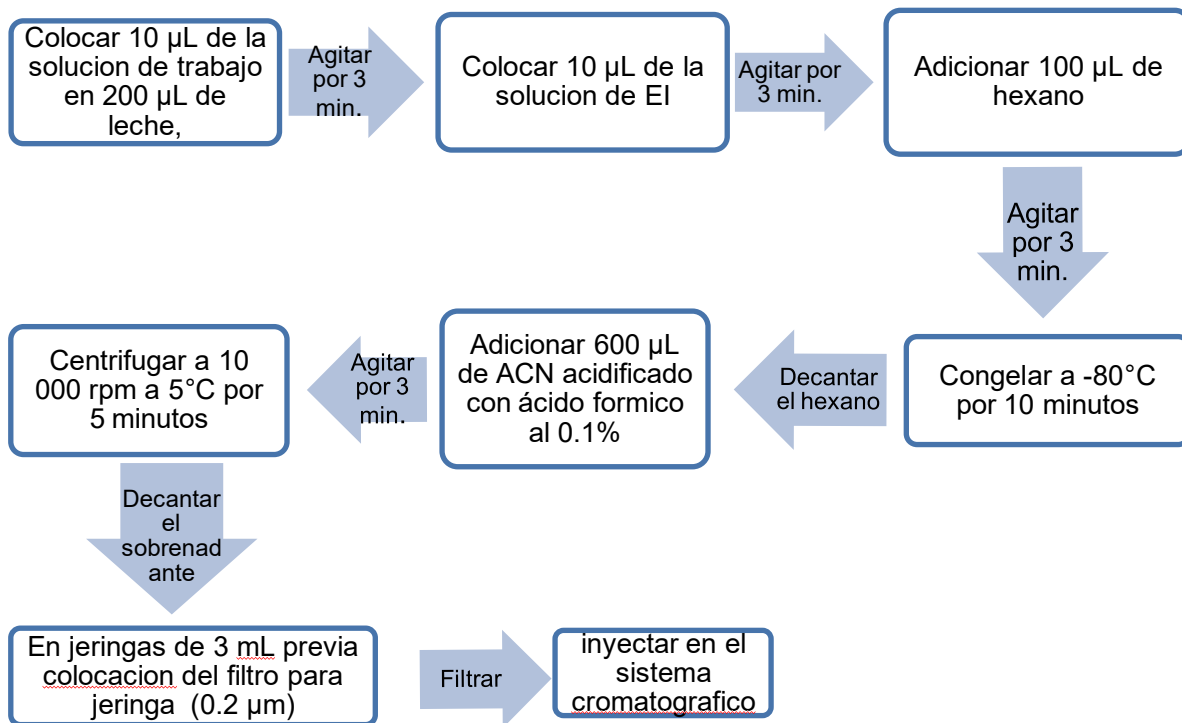 Colocar 10 µL de la
solucion de trabajo
en 200 µL de
leche,
Agitar
por 3
min.
Colocar 10 µL de la
solucion de EI
Agitar por
3 min.
Adicionar 100 µL de
hexano
Agitar
por 3
min.
Congelar a -80°C
por 10 minutos
Decantar
el hexano
Adicionar 600 µL
de ACN acidificado
con ácido formico
al 0.1%
Agitar
por 3
min.
Centrifugar a 10
000 rpm a 5°C por
5 minutos
Decantar
el
sobrenad
ante
En jeringas de 3 mL previa
colocacion del filtro para
jeringa (0.2 µm)
Filtrar
inyectar en el
sistema
cromatografico